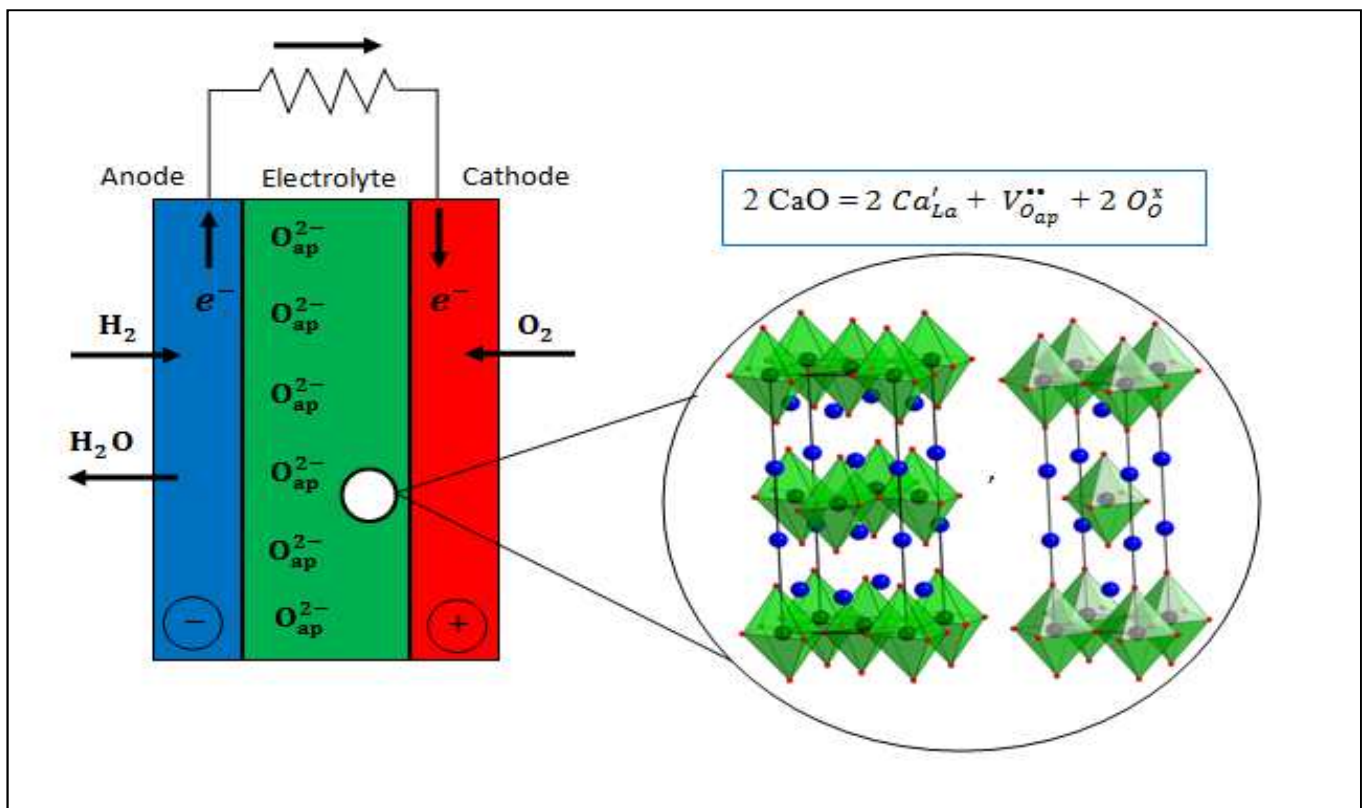 Anode Electrolyte Cathode
2 CaO = 2 Ca′La + V••Oap + 2 OxO
O2−ap
e− e−
O2−ap
H2 O2
O2−ap
H2O
O2−ap
,
O2−ap
O2−ap
− +